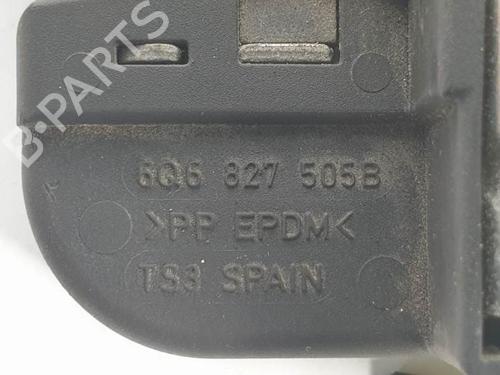 B-PARTS
6Q6 827 505B
>PP EPDM<
TS3 SPAIN